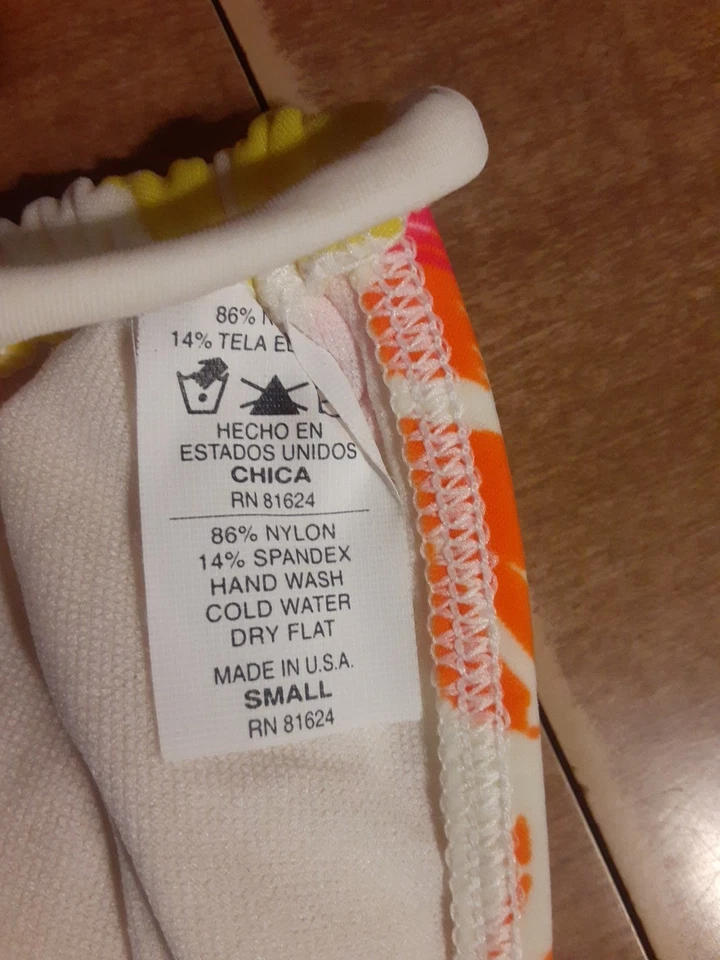 86%
14% TELA
HECHO EN
ESTADOS UNIDOS
CHICA
RN 81624
86% NYLON
14% SPANDEX
HAND WASH
COLD WATER
DRY FLAT
MADE IN U.S.A.
SMALL
RN 81624